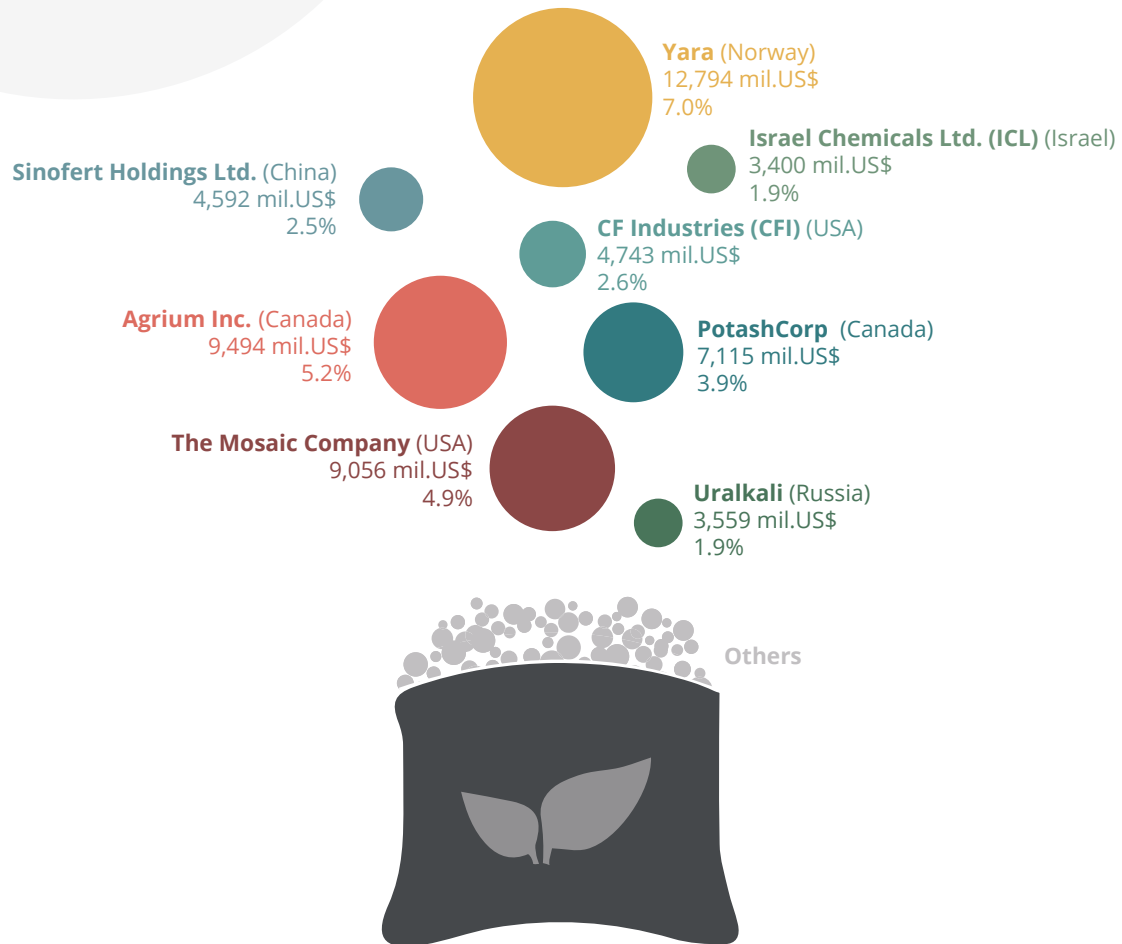 Yara (Norway)
12,794 mil.US$
7.0%
Israel Chemicals Ltd. (ICL) (Israel)
3,400 mil.US$
1.9%
Sinofert Holdings Ltd. (China)
4,592 mil.US$
2.5%
CF Industries (CFI) (USA)
4,743 mil.US$
2.6%
Agrium Inc. (Canada)
9,494 mil.US$
5.2%
PotashCorp (Canada)
7,115 mil.US$
3.9%
The Mosaic Company (USA)
9,056 mil.US$
4.9%
Uralkali (Russia)
3,559 mil.US$
1.9%
Others